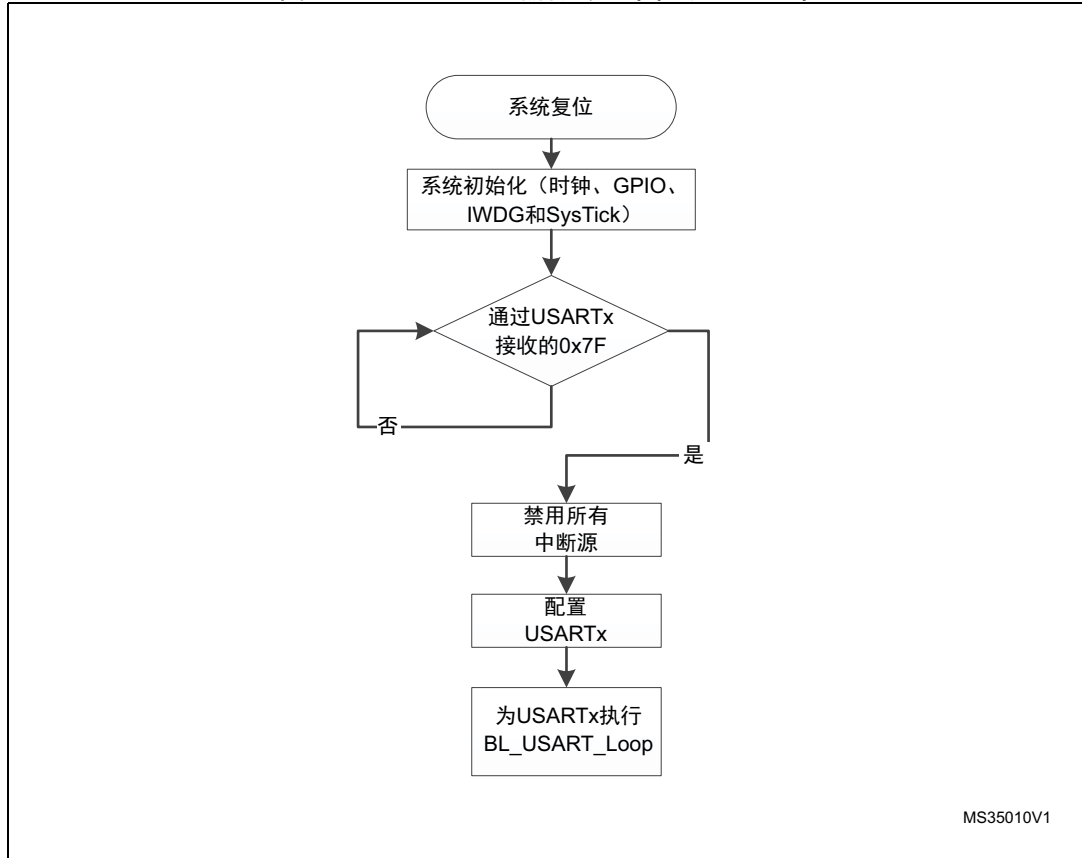 系统复位
系统初始化（时钟、GPIO、
IWDG和SysTick）
通过USARTx
接收的0x7F
否
是
禁用所有
中断源
配置
USARTx
为USARTx执行
BL_USART_Loop
MS35010V1